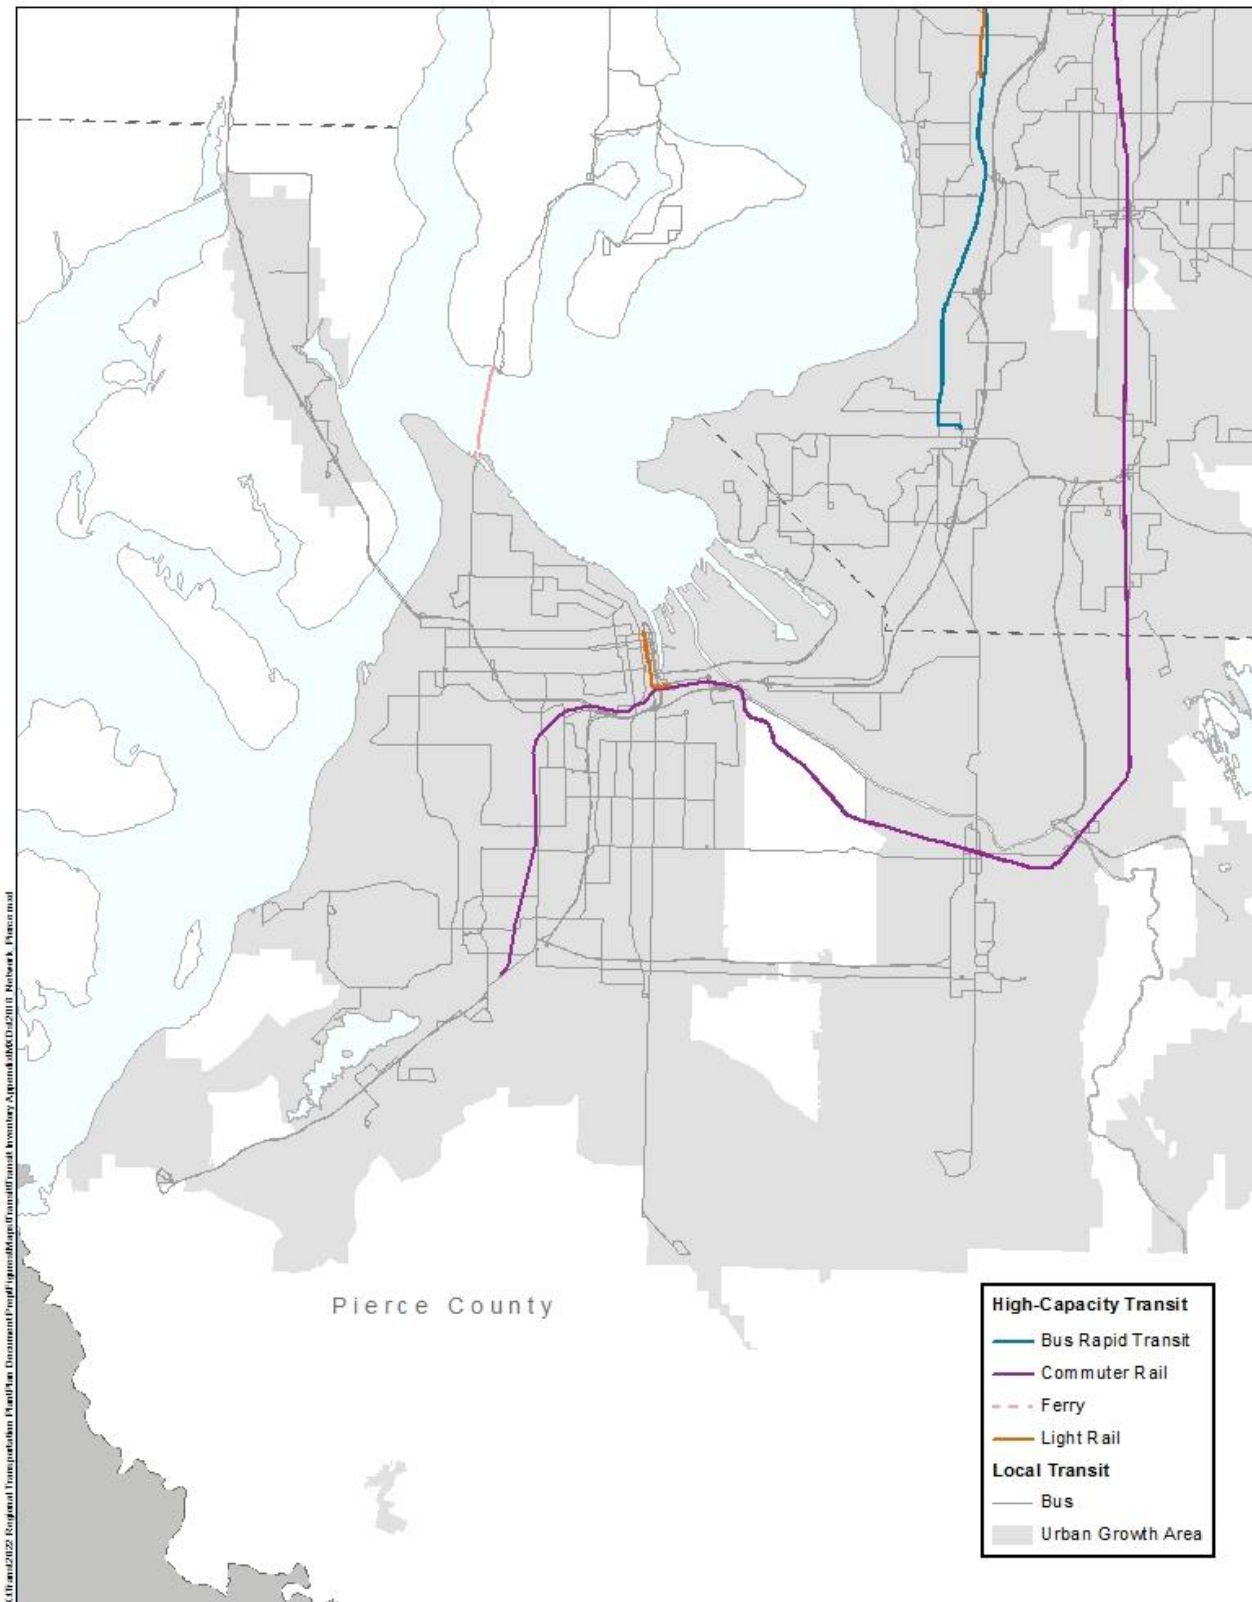 Pierce County
High-Capacity Transit
Bus Rapid Transit
Commuter Rail
Ferry
Light Rail
Local Transit
Bus
Urban Growth Area